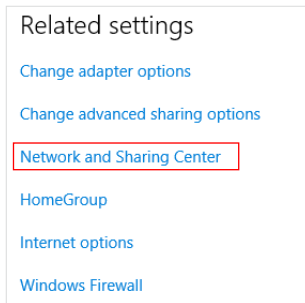 Related settings
Change adapter options
Change advanced sharing options
Network and Sharing Center
HomeGroup
Internet options
Windows Firewall